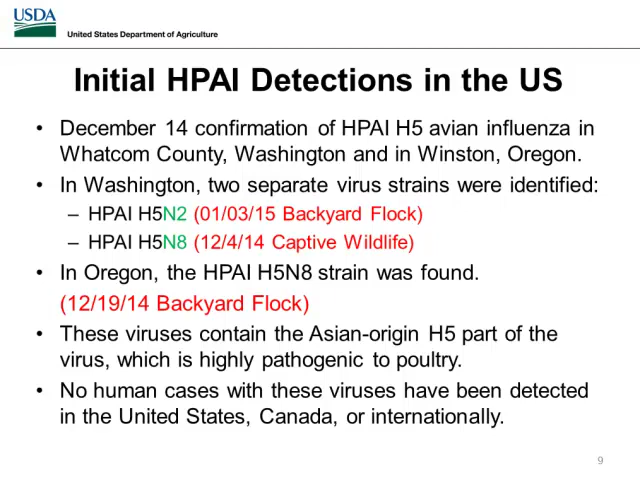 USDA
United States Department of Agriculture
Initial HPAI Detections in the US
• December 14 confirmation of HPAI H5 avian influenza in
Whatcom County, Washington and in Winston, Oregon.
• In Washington, two separate virus strains were identified:
– HPAI H5N2 (01/03/15 Backyard Flock)
– HPAI H5N8 (12/4/14 Captive Wildlife)
• In Oregon, the HPAI H5N8 strain was found.
(12/19/14 Backyard Flock)
• These viruses contain the Asian-origin H5 part of the
virus, which is highly pathogenic to poultry.
• No human cases with these viruses have been detected
in the United States, Canada, or internationally.
9